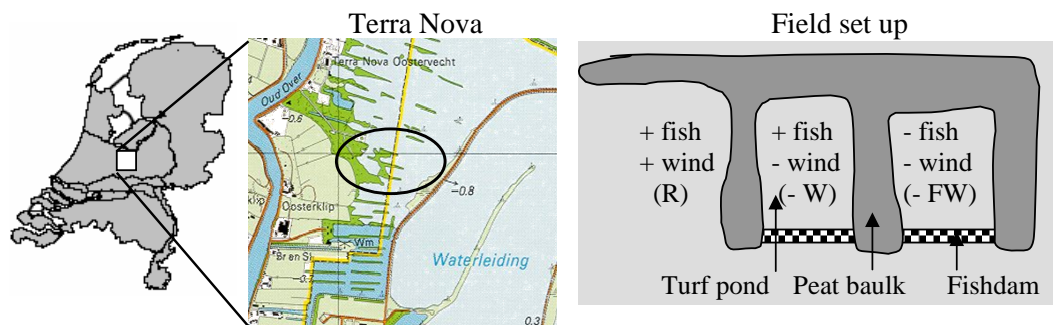 Terra Nova
Field set up
Terra Nova Oostervecht
Oud Over
-0.6
-0.8
Oosterklip
Wm
Waterleiding
0.3
+ fish
+ wind
(R)
+ fish
- wind
(- W)
- fish
- wind
(- FW)
Turf pond
Peat baulk
Fishdam